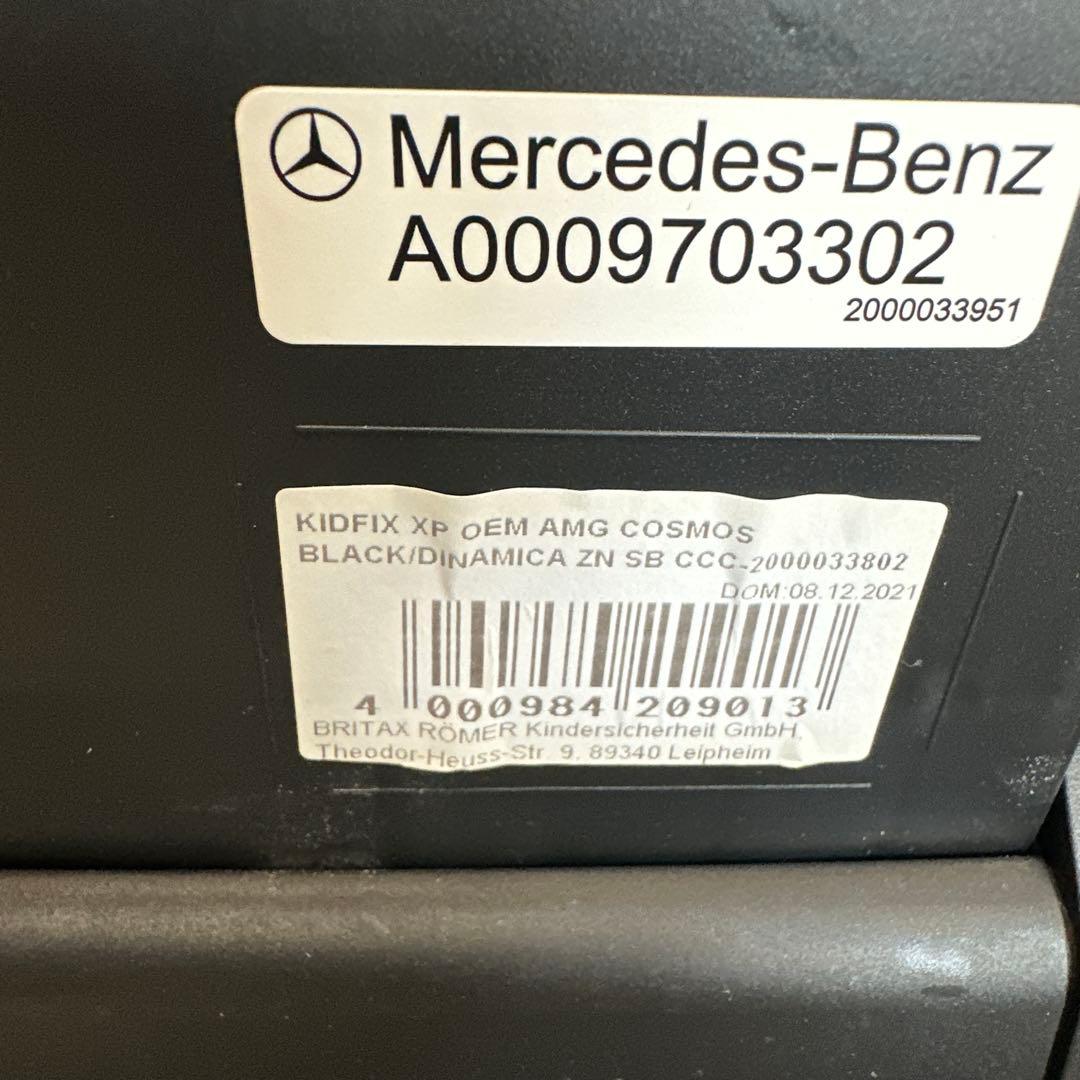 Mercedes-Benz
A0009703302
2000033951
KIDFIX XP OEM AMG COSMOS
BLACK/DINAMICA ZN SB CCC-2000033802
DOM:08.12.2021
4 000984 209013
BRITAX RÖMER Kindersicherheit GmbH,
Theodor-Heuss-Str. 9, 89340 Leipheim